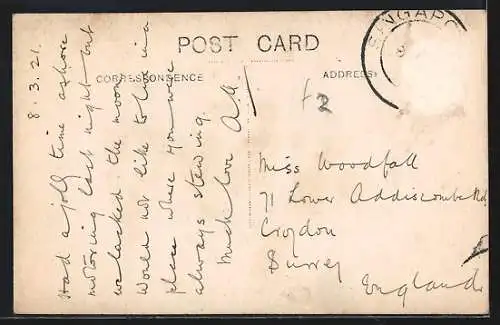 POST CARD
CORRESPONDENCE
ADDRESS
SINGAPO
8.3.21.
Had a jolly time ashore
motoring last night but
we lacked the moon
Would not like to live in a
place where you were
always stewing.
Much love
Miss Woodfall
71 Lower Addiscombe Rd
Croydon
Surrey
England